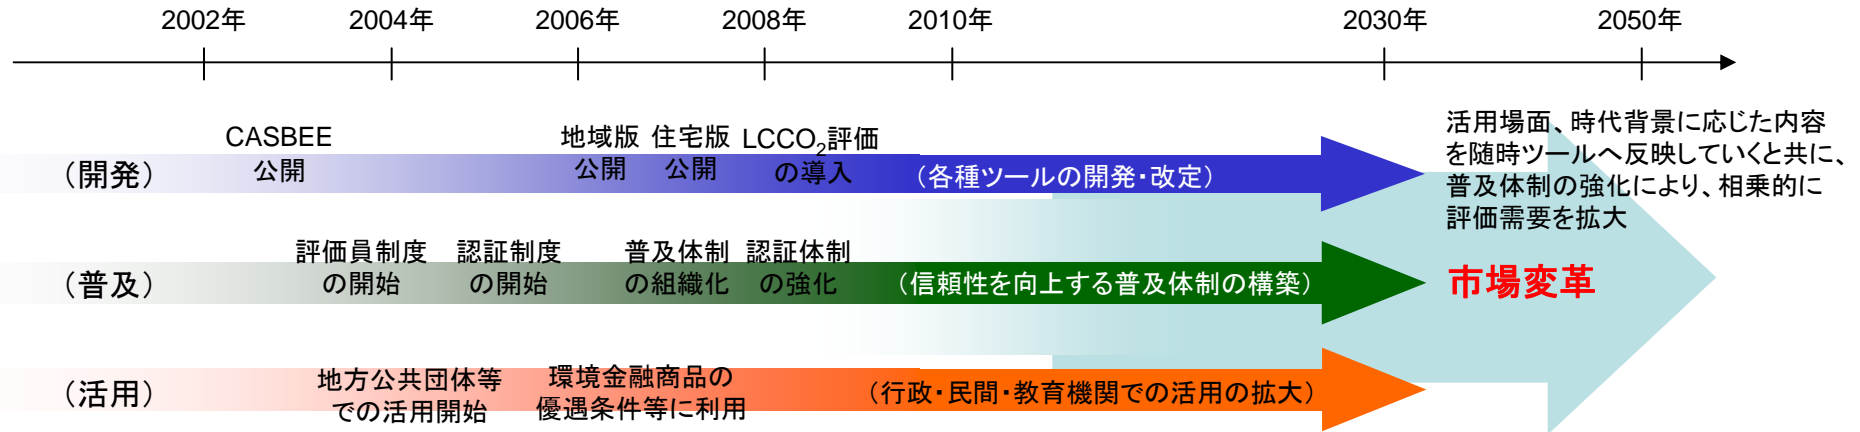 2002年 2004年 2006年 2008年 2010年 2030年 2050年
(開発)
CASBEE
公開
地域版
公開
住宅版
公開
LCCO₂評価
の導入
(各種ツールの開発・改定)
活用場面、時代背景に応じた内容
を随時ツールへ反映していくと共に、
普及体制の強化により、相乗的に
評価需要を拡大
(普及)
評価員制度
の開始
認証制度
の開始
普及体制
の組織化
認証体制
の強化
(信頼性を向上する普及体制の構築)
市場変革
(活用)
地方公共団体等
での活用開始
環境金融商品の
優遇条件等に利用
(行政・民間・教育機関での活用の拡大)